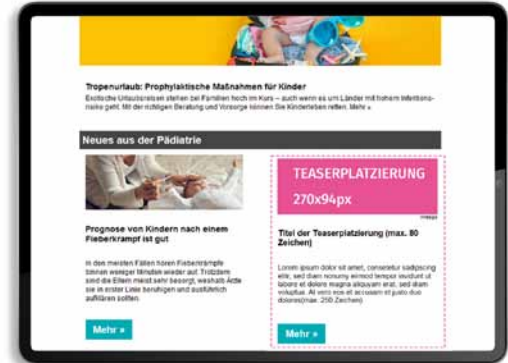 Tropenurlaub: Prophylaktische Maßnahmen für Kinder
Exotische Urlaubsreisen stehen bei Familien hoch im Kurs – auch wenn es um Länder mit hohem Infektions-
risiko geht. Mit der richtigen Beratung und Vorsorge können Sie Kinderleben retten. Mehr »
Neues aus der Pädiatrie
Prognose von Kindern nach einem
Fieberkrampf ist gut
In den meisten Fällen hören Fieberkrämpfe
binnen weniger Minuten wieder auf. Trotzdem
sind die Eltern meist sehr besorgt, weshalb Ärzte
sie in erster Linie beruhigen und ausführlich
aufklären sollten.
Mehr »
TEASERPLATZIERUNG
270x94px
Titel der Teaserplatzierung (max. 80
Zeichen)
Lorem ipsum dolor sit amet, consetetur sadipscing
elitr, sed diam nonumy eirmod tempor invidunt ut
labore et dolore magna aliquyam erat, sed diam
voluptua. At vero eos et accusam et justo duo
dolores(max. 250 Zeichen)
Mehr »